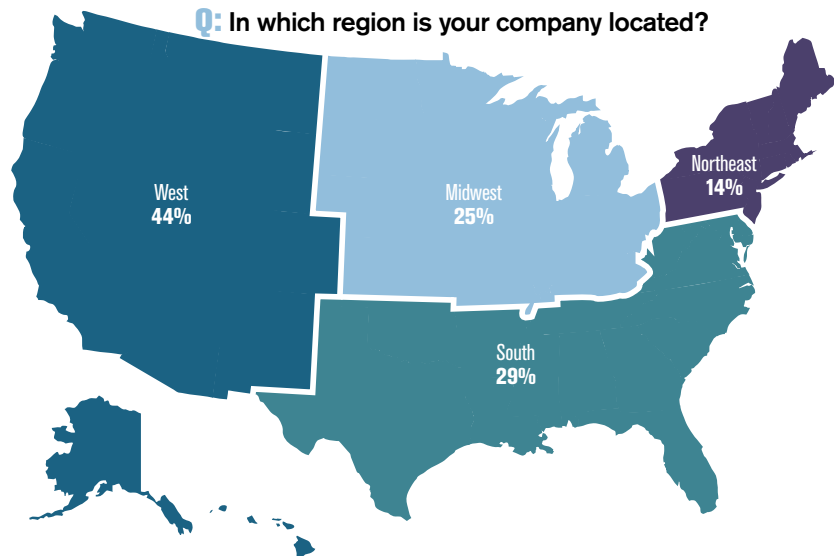 Q: In which region is your company located?
West
44%
Midwest
25%
Northeast
14%
South
29%